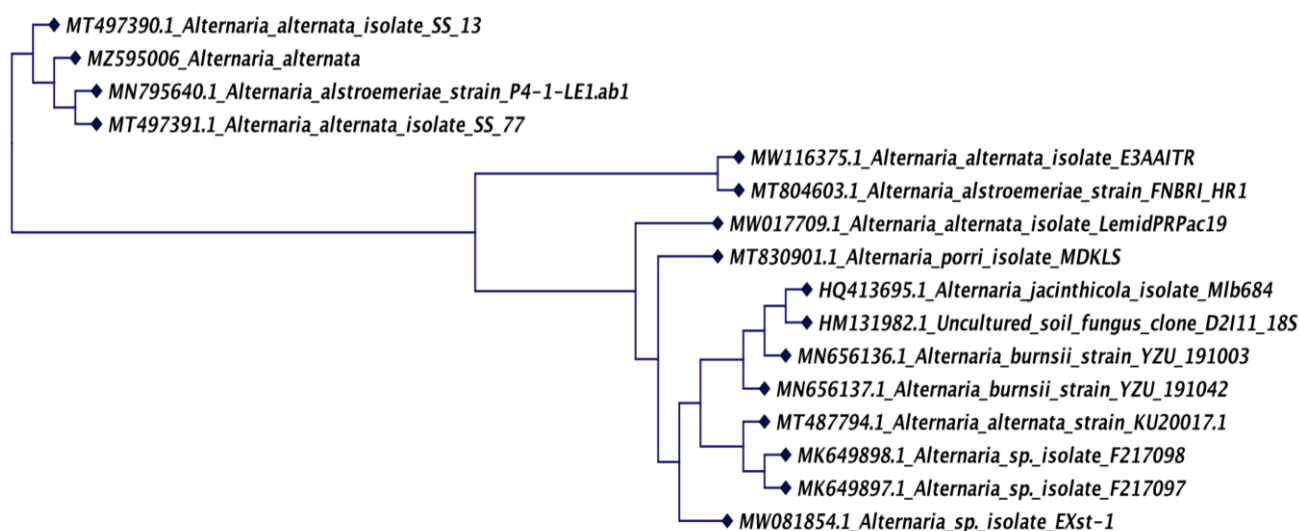 MT497390.1_Alternaria_alternata_isolate_SS_13
MZ595006_Alternaria_alternata
MN795640.1_Alternaria_alstroemeriae_strain_P4-1-LE1.ab1
MT497391.1_Alternaria_alternata_isolate_SS_77
MW116375.1_Alternaria_alternata_isolate_E3AAITR
MT804603.1_Alternaria_alstroemeriae_strain_FNBRI_HR1
MW017709.1_Alternaria_alternata_isolate_LemidPRPac19
MT830901.1_Alternaria_porri_isolate_MDKLS
HQ413695.1_Alternaria_jacinthicola_isolate_Mlb684
HM131982.1_Uncultured_soil_fungus_clone_D2I11_18S
MN656136.1_Alternaria_burnsii_strain_YZU_191003
MN656137.1_Alternaria_burnsii_strain_YZU_191042
MT487794.1_Alternaria_alternata_strain_KU20017.1
MK649898.1_Alternaria_sp._isolate_F217098
MK649897.1_Alternaria_sp._isolate_F217097
MW081854.1_Alternaria_sp._isolate_EXst-1